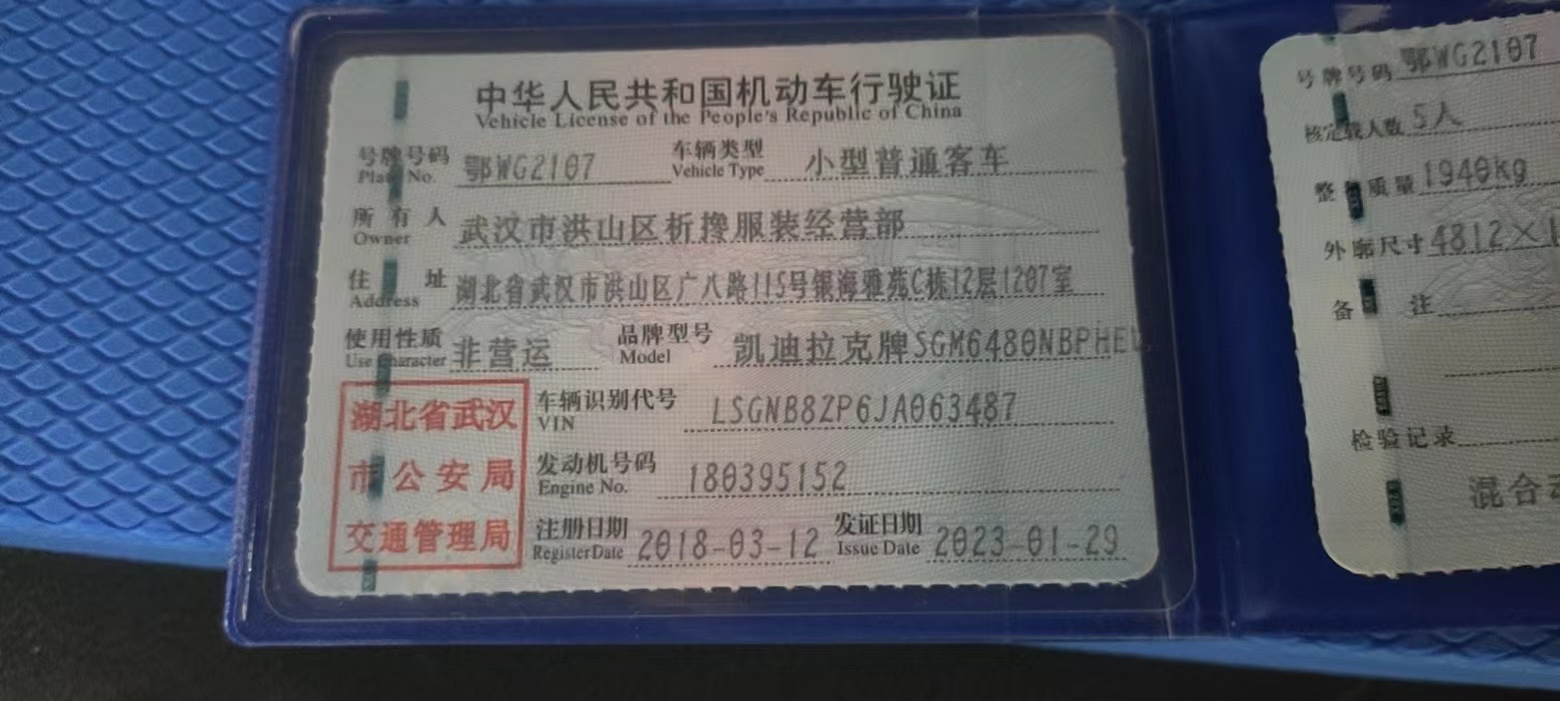 中华人民共和国机动车行驶证
Vehicle License of the People's Republic of China
号牌号码 鄂WG2107 车辆类型 小型普通客车
Plate No. Vehicle Type
所有人 武汉市洪山区析搀服装经营部
Owner
住址 湖北省武汉市洪山区广八路115号银海雅苑C栋12层1207室
Address
使用性质 非营运 品牌型号 凯迪拉克牌SGM6480NBPHEV
Use Character Model
湖北省武汉
市公安局
交通管理局
车辆识别代号 LSGNB8ZP6JA063487
VIN
发动机号码 180395152
Engine No.
注册日期 2018-03-12 发证日期 2023-01-29
Register Date Issue Date
号牌号码 鄂WG2107
核定载人数 5人
整备质量 1940kg
外廓尺寸 4812×1
备注
检验记录
混合动